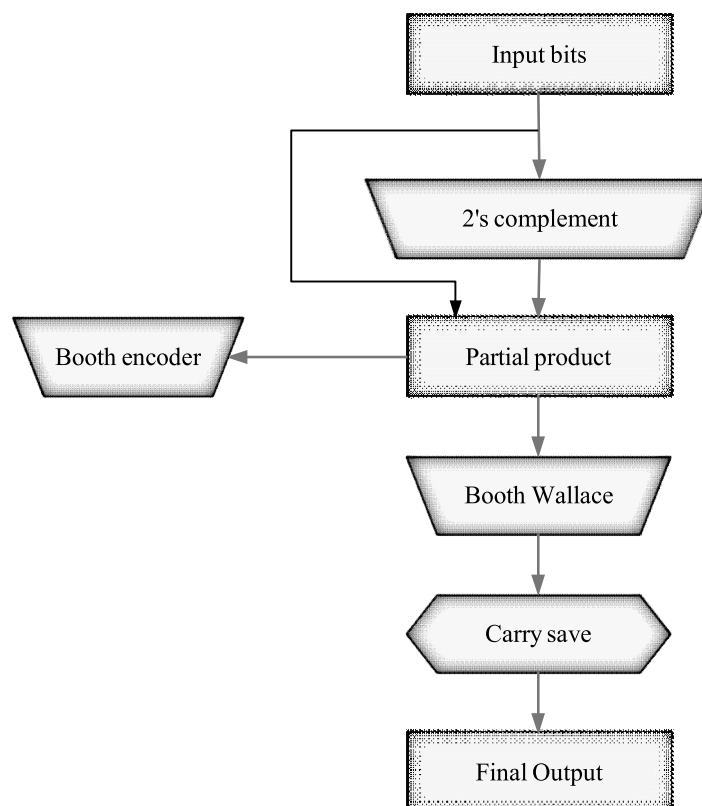 Input bits
2's complement
Booth encoder
Partial product
Booth Wallace
Carry save
Final Output